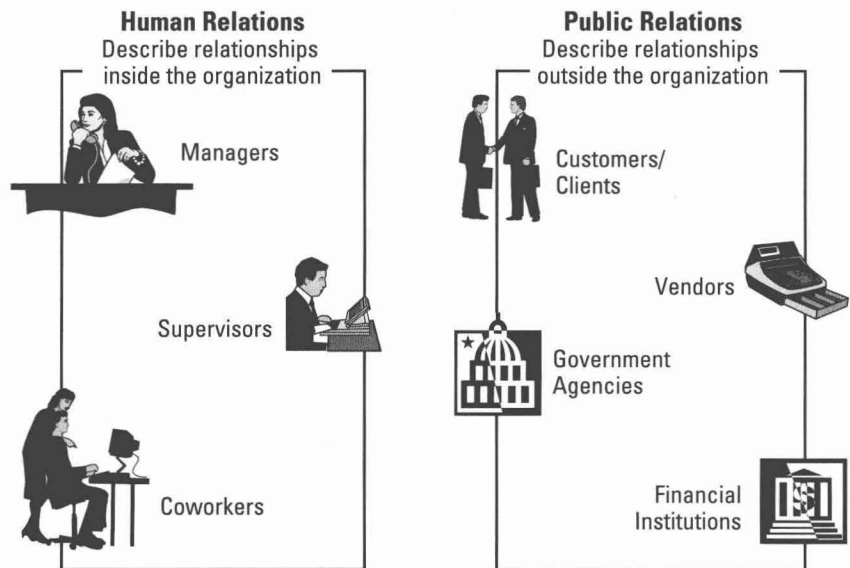 Human Relations
Describe relationships
inside the organization
Managers
Supervisors
Coworkers
Public Relations
Describe relationships
outside the organization
Customers/
Clients
Vendors
Government
Agencies
Financial
Institutions